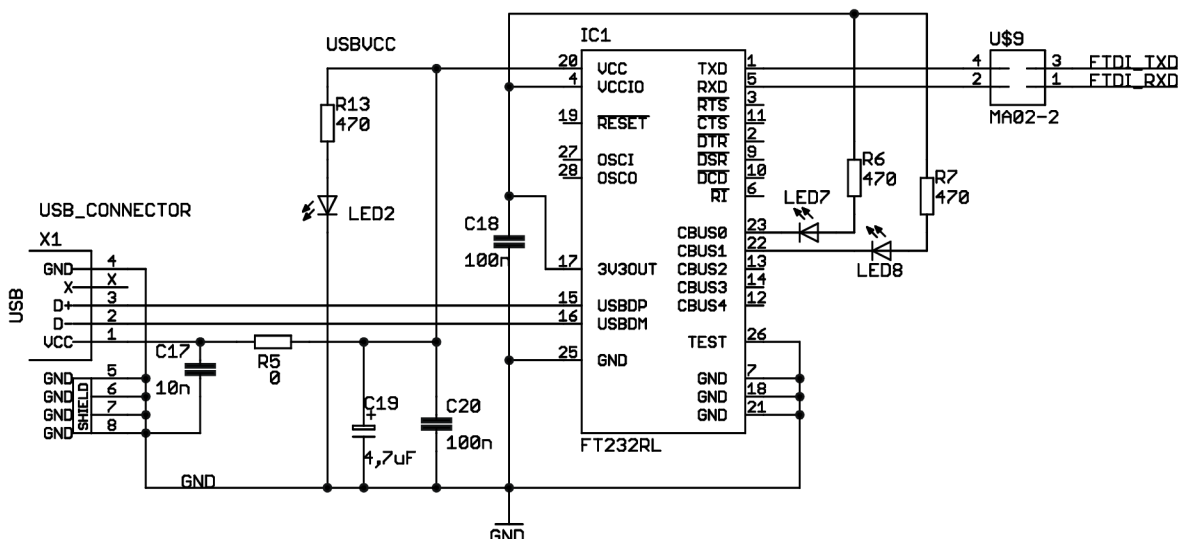 USBVCC
IC1
U$9
20 VCC TXD 1 4 3 FTDI_TXD
4 VCCIO RXD 5 2 1 FTDI_RXD
RTS 3
MA02-2
R13
470
19 RESET CTS 11
DTR 2
27 OSCI DSR 9
28 OSCO DCD 10
RI 6
R6
470
R7
470
LED2
LED7
USB_CONNECTOR
X1
C18
100n
CBUS0 23
CBUS1 22
LED8
17 3V3OUT CBUS2 13
CBUS3 14
CBUS4 12
USB
GND 4
X X
D+ 3
D- 2
VCC 1
15 USBDP
16 USBDM
TEST 26
25 GND
C17
10n
R5
0
GND 7
GND 18
GND 21
SHIELD
GND 5
GND 6
GND 7
GND 8
C19
+
4,7uF
C20
100n
FT232RL
GND
GND